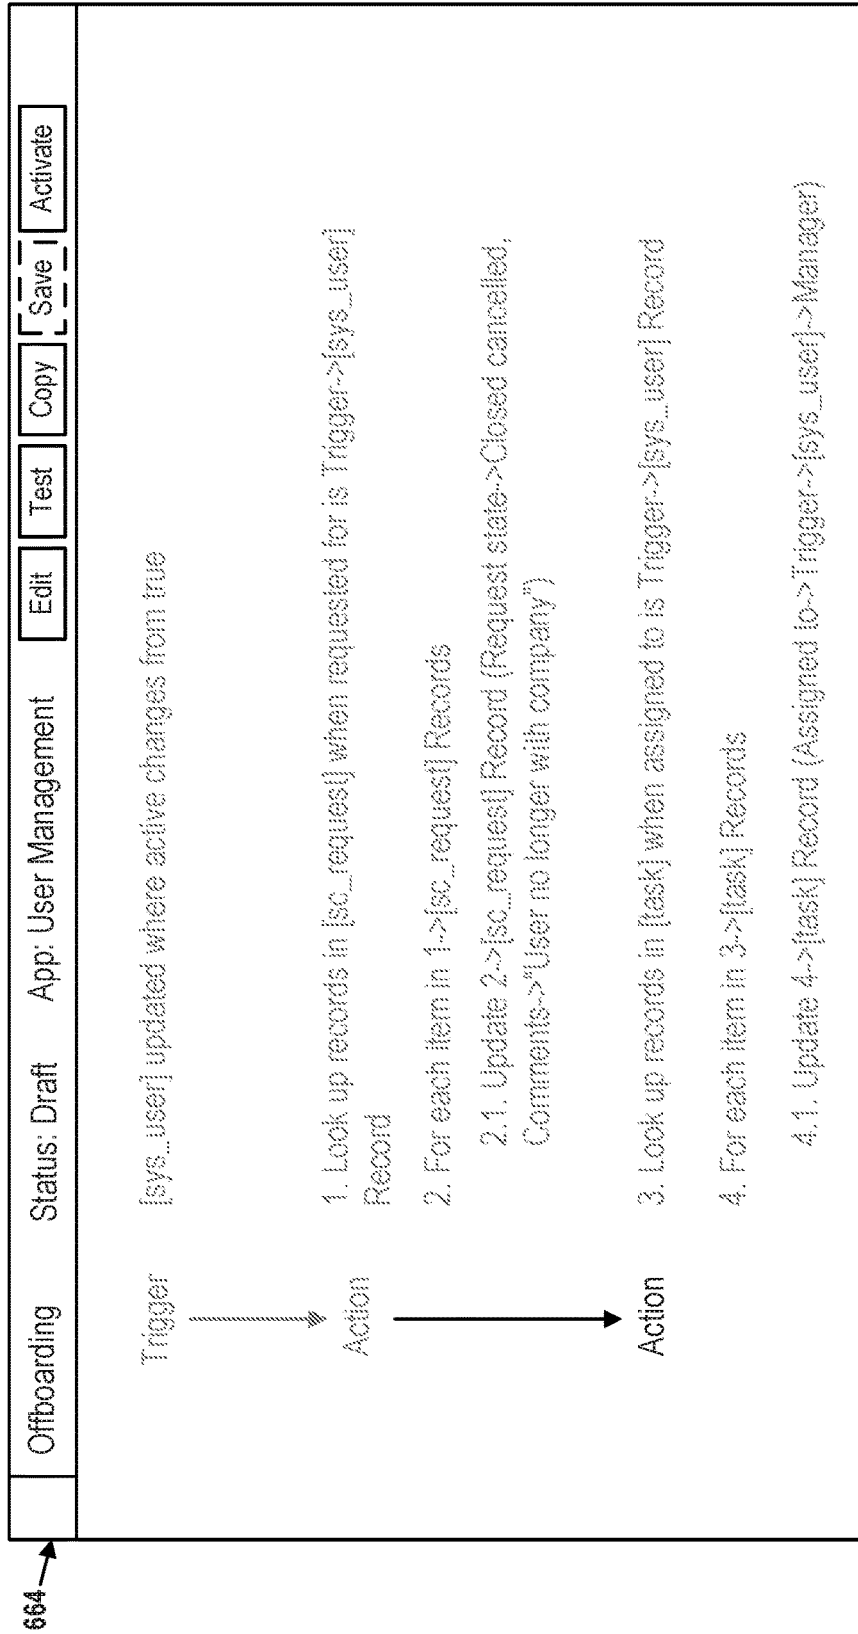 664
Offboarding Status: Draft App: User Management Edit Test Copy Save Activate
Trigger [sys_user] updated where active changes from true
Action 1. Look up records in [sc_request] when requested for is Trigger->[sys_user]
Record
2. For each item in 1->[sc_request] Records
2.1. Update 2->[sc_request] Record (Request state->Closed cancelled,
Comments->"User no longer with company")
Action 3. Look up records in [task] when assigned to is Trigger->[sys_user] Record
4. For each item in 3->[task] Records
4.1. Update 4->[task] Record (Assigned to->Trigger->[sys_user]->Manager)